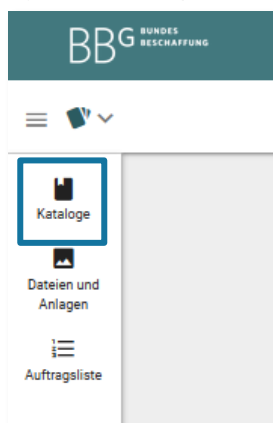 BBG BUNDES
BESCHAFFUNG
Kataloge
Dateien und
Anlagen
Auftragsliste